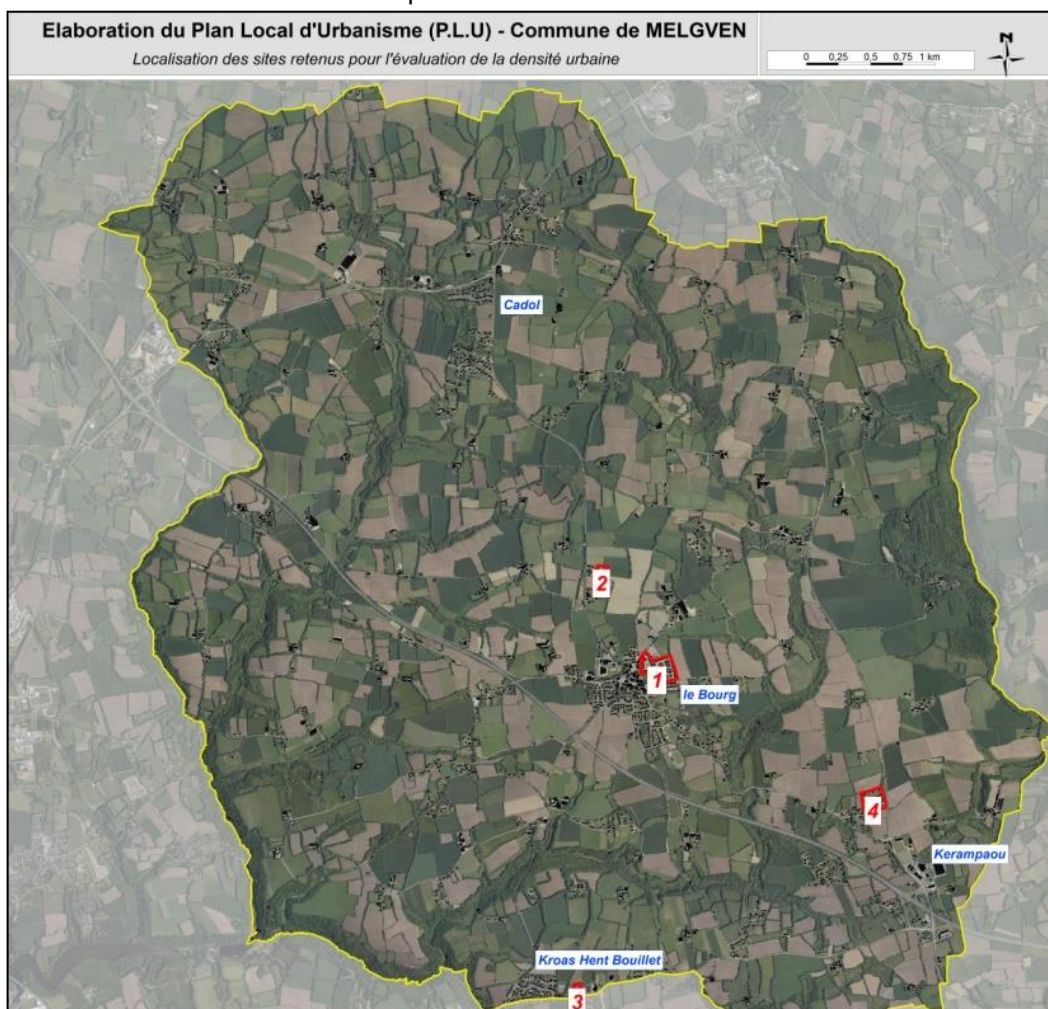 Elaboration du Plan Local d'Urbanisme (P.L.U) - Commune de MELGVEN
Localisation des sites retenus pour l'évaluation de la densité urbaine
0 0,25 0,5 0,75 1 km
N
Cadol
2
1
le Bourg
4
Kerampaou
Kroas Hent Bouillet
3